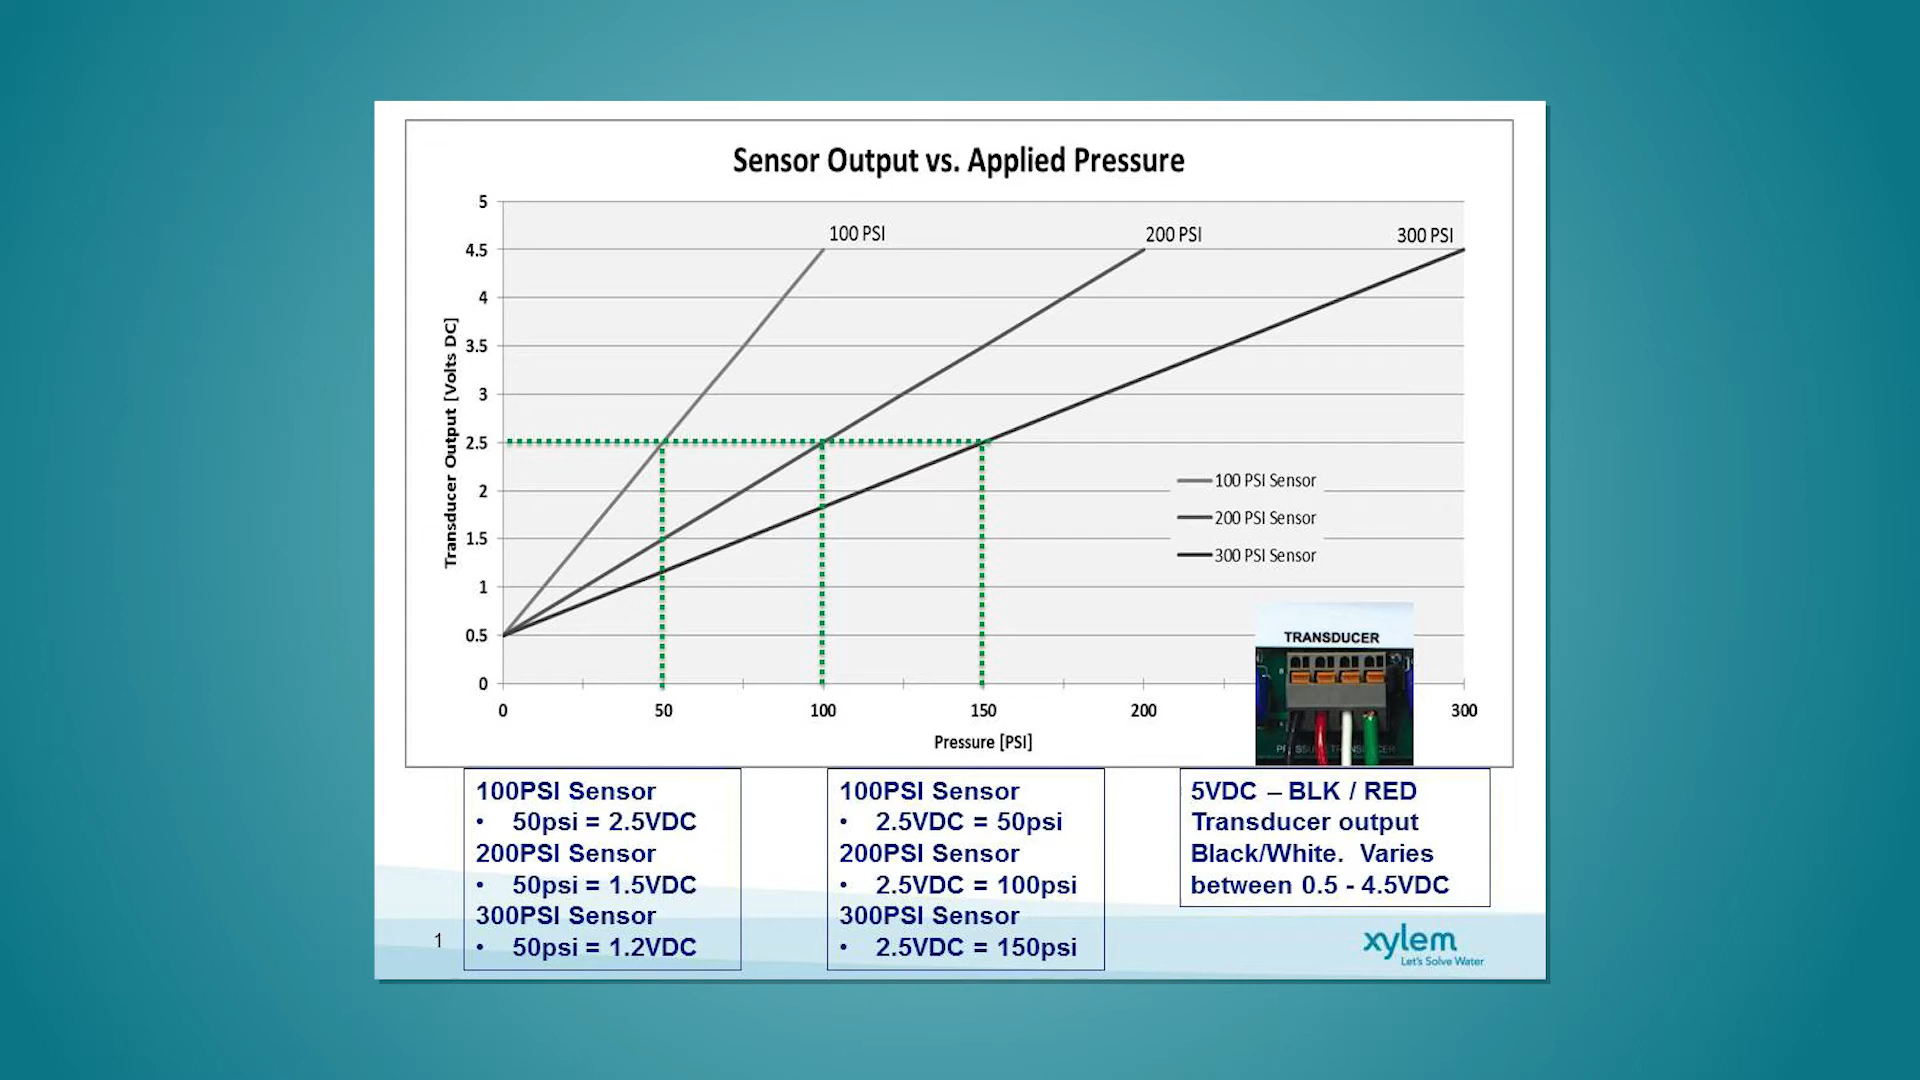 Sensor Output vs. Applied Pressure
5
4.5
4
3.5
3
2.5
2
1.5
1
0.5
0
Transducer Output [Volts DC]
100 PSI
200 PSI
300 PSI
100 PSI Sensor
200 PSI Sensor
300 PSI Sensor
TRANSDUCER
PRESSURE TRANSDUCER
0
50
100
150
200
300
Pressure [PSI]
100PSI Sensor
• 50psi = 2.5VDC
200PSI Sensor
• 50psi = 1.5VDC
300PSI Sensor
• 50psi = 1.2VDC
100PSI Sensor
• 2.5VDC = 50psi
200PSI Sensor
• 2.5VDC = 100psi
300PSI Sensor
• 2.5VDC = 150psi
5VDC – BLK / RED
Transducer output
Black/White. Varies
between 0.5 - 4.5VDC
1
xylem
Let's Solve Water